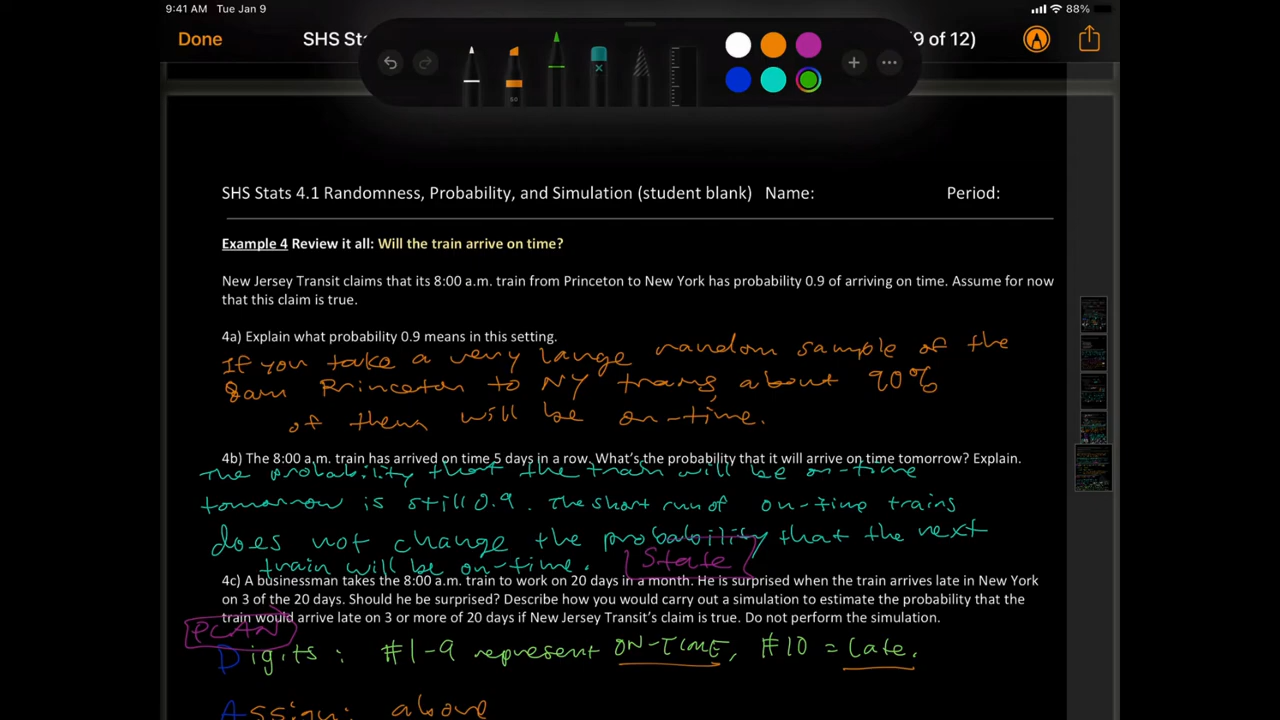 9:41 AM Tue Jan 9
88%
Done
SHS Sta
(9 of 12)
50
SHS Stats 4.1 Randomness, Probability, and Simulation (student blank) Name: Period:
Example 4 Review it all: Will the train arrive on time?
New Jersey Transit claims that its 8:00 a.m. train from Princeton to New York has probability 0.9 of arriving on time. Assume for now
that this claim is true.
4a) Explain what probability 0.9 means in this setting.
If you take a very large random sample of the
8am Princeton to NY trains, about 90%
of them will be on-time.
4b) The 8:00 a.m. train has arrived on time 5 days in a row. What's the probability that it will arrive on time tomorrow? Explain.
The probability that the train will be on-time
tomorrow is still 0.9. The short run of on-time trains
does not change the probability that the next
train will be on-time.
State
4c) A businessman takes the 8:00 a.m. train to work on 20 days in a month. He is surprised when the train arrives late in New York
on 3 of the 20 days. Should he be surprised? Describe how you would carry out a simulation to estimate the probability that the
train would arrive late on 3 or more of 20 days if New Jersey Transit's claim is true. Do not perform the simulation.
PLAN
Digits: #1-9 represent ON-TIME, #10 = Late.
Assign: above